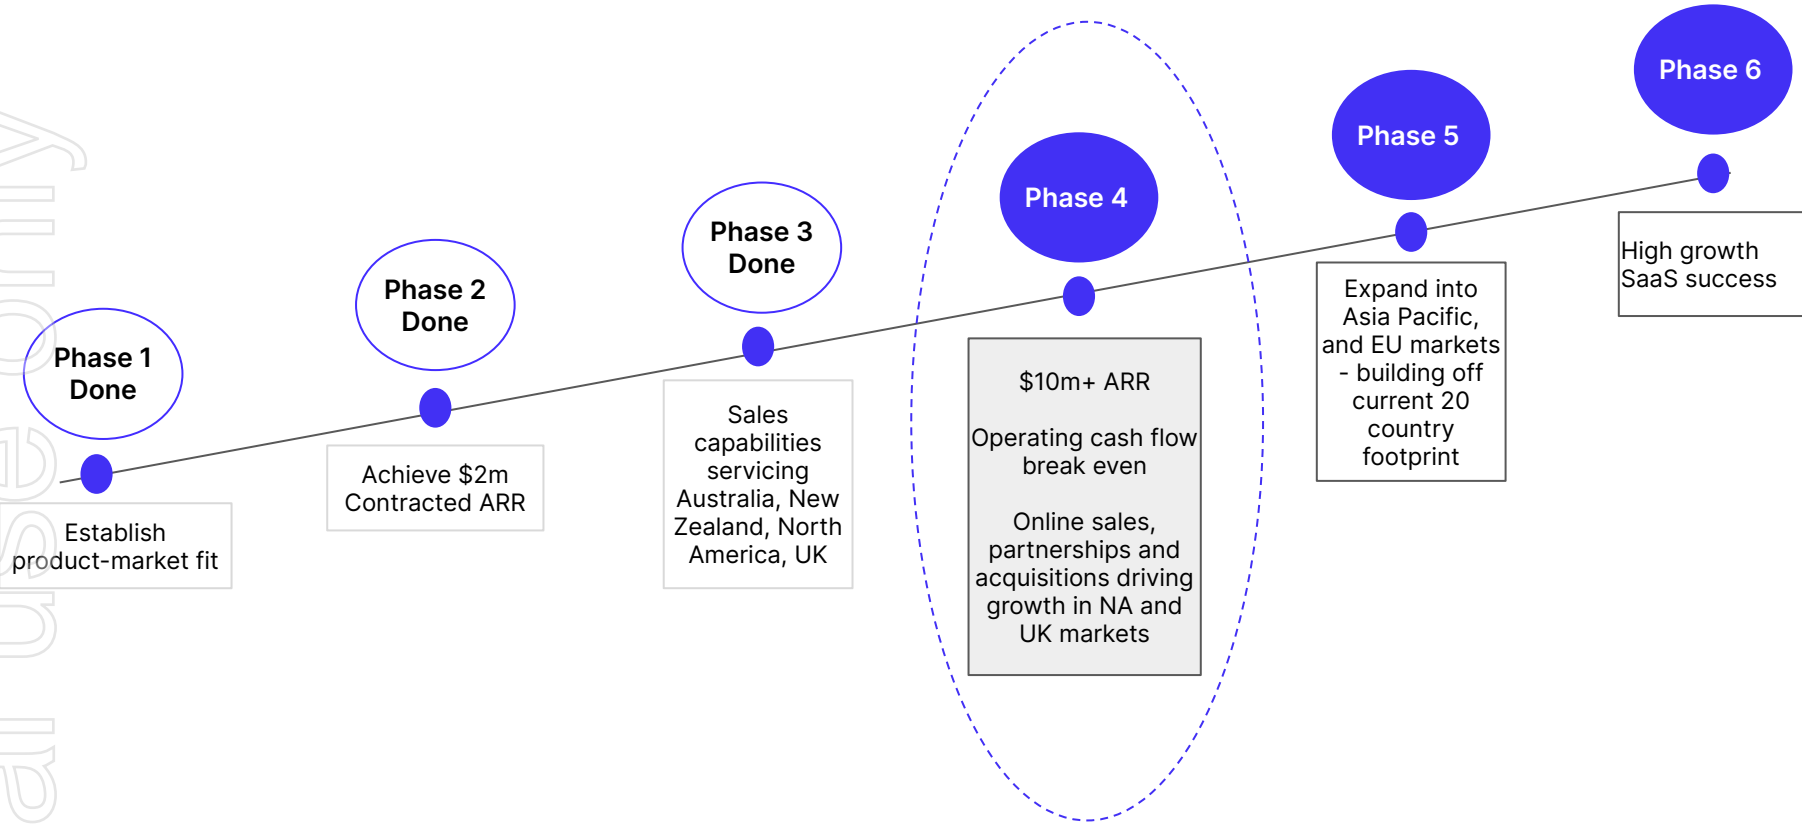 Phase 1
Done
Establish
product-market fit
Phase 2
Done
Achieve $2m
Contracted ARR
Phase 3
Done
Sales
capabilities
servicing
Australia, New
Zealand, North
America, UK
Phase 4
$10m+ ARR
Operating cash flow
break even
Online sales,
partnerships and
acquisitions driving
growth in NA and
UK markets
Phase 5
Expand into
Asia Pacific,
and EU markets
- building off
current 20
country
footprint
Phase 6
High growth
SaaS success
al use only